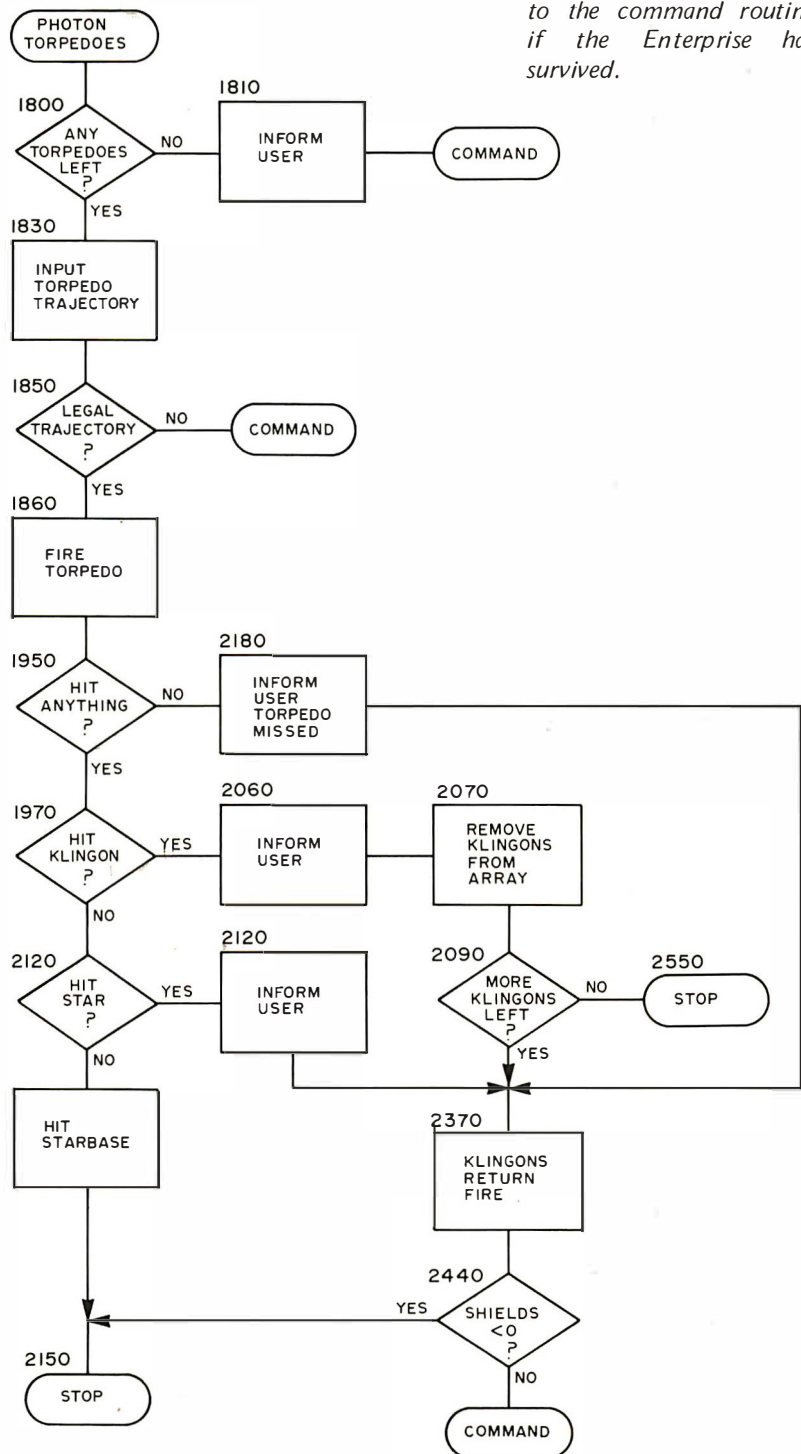 to the command routin
if the Enterprise ha
survived.
PHOTON
TORPEDOES
1800
ANY
TORPEDOES
LEFT
?
NO
YES
1810
INFORM
USER
COMMAND
1830
INPUT
TORPEDO
TRAJECTORY
1850
LEGAL
TRAJECTORY
?
NO
YES
COMMAND
1860
FIRE
TORPEDO
1950
HIT
ANYTHING
?
NO
YES
2180
INFORM
USER
TORPEDO
MISSED
1970
HIT
KLINGON
?
YES
NO
2060
INFORM
USER
2070
REMOVE
KLINGONS
FROM
ARRAY
2120
HIT
STAR
?
YES
NO
2120
INFORM
USER
2090
MORE
KLINGONS
LEFT
?
NO
YES
2550
STOP
HIT
STARBASE
2370
KLINGONS
RETURN
FIRE
2440
SHIELDS
<0
?
YES
NO
2150
STOP
COMMAND